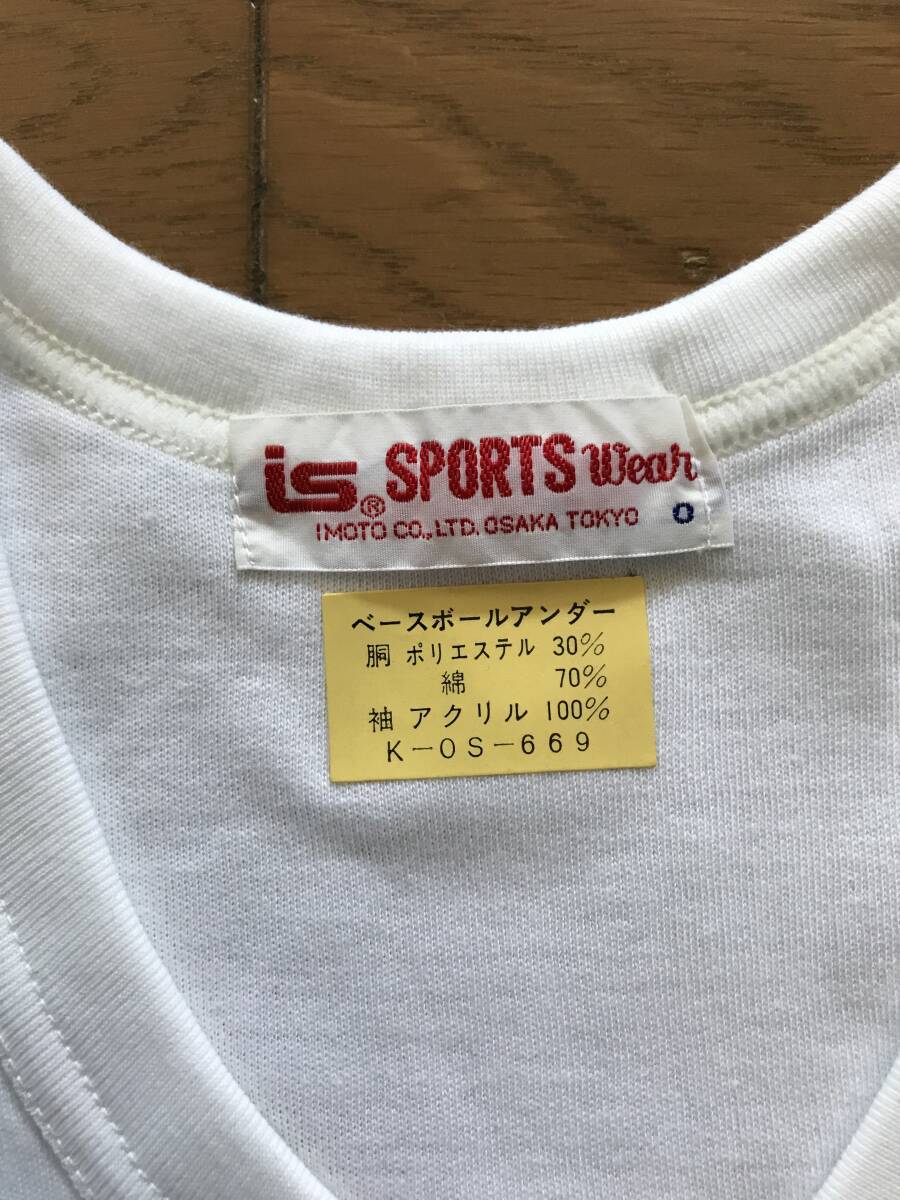 is® SPORTS Wear
IMOTO CO.,LTD. OSAKA TOKYO O
ベースボールアンダー
胴 ポリエステル 30%
綿 70%
袖 アクリル 100%
K-OS-669